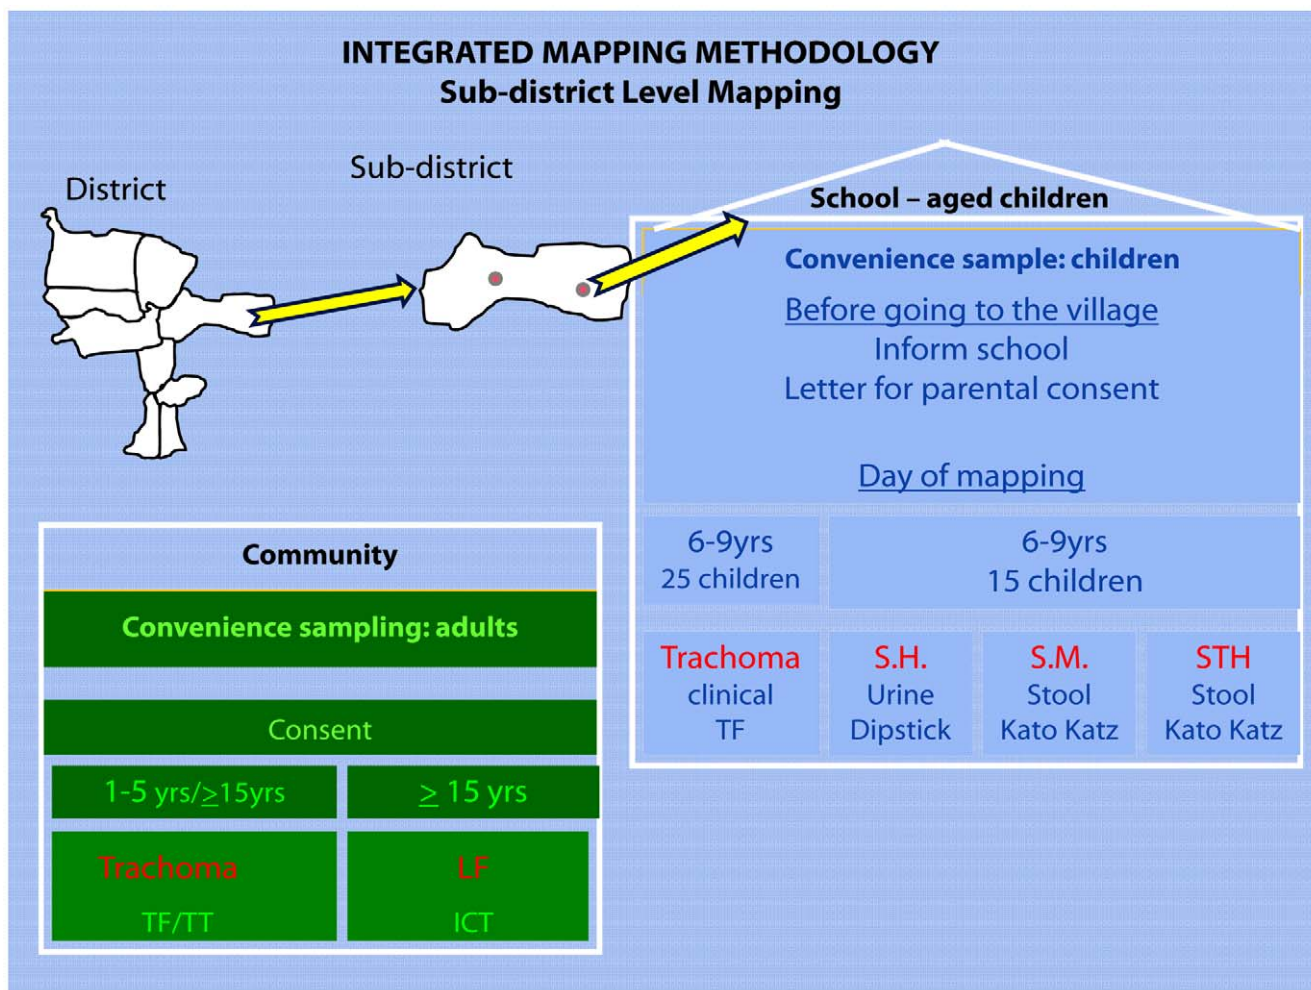 INTEGRATED MAPPING METHODOLOGY
Sub-district Level Mapping
District
Sub-district
School – aged children
Convenience sample: children
Before going to the village
Inform school
Letter for parental consent
Day of mapping
6-9yrs
25 children
6-9yrs
15 children
Trachoma
clinical
TF
S.H.
Urine
Dipstick
S.M.
Stool
Kato Katz
STH
Stool
Kato Katz
Community
Convenience sampling: adults
Consent
1-5 yrs/≥15yrs
≥ 15 yrs
Trachoma
TF/TT
LF
ICT